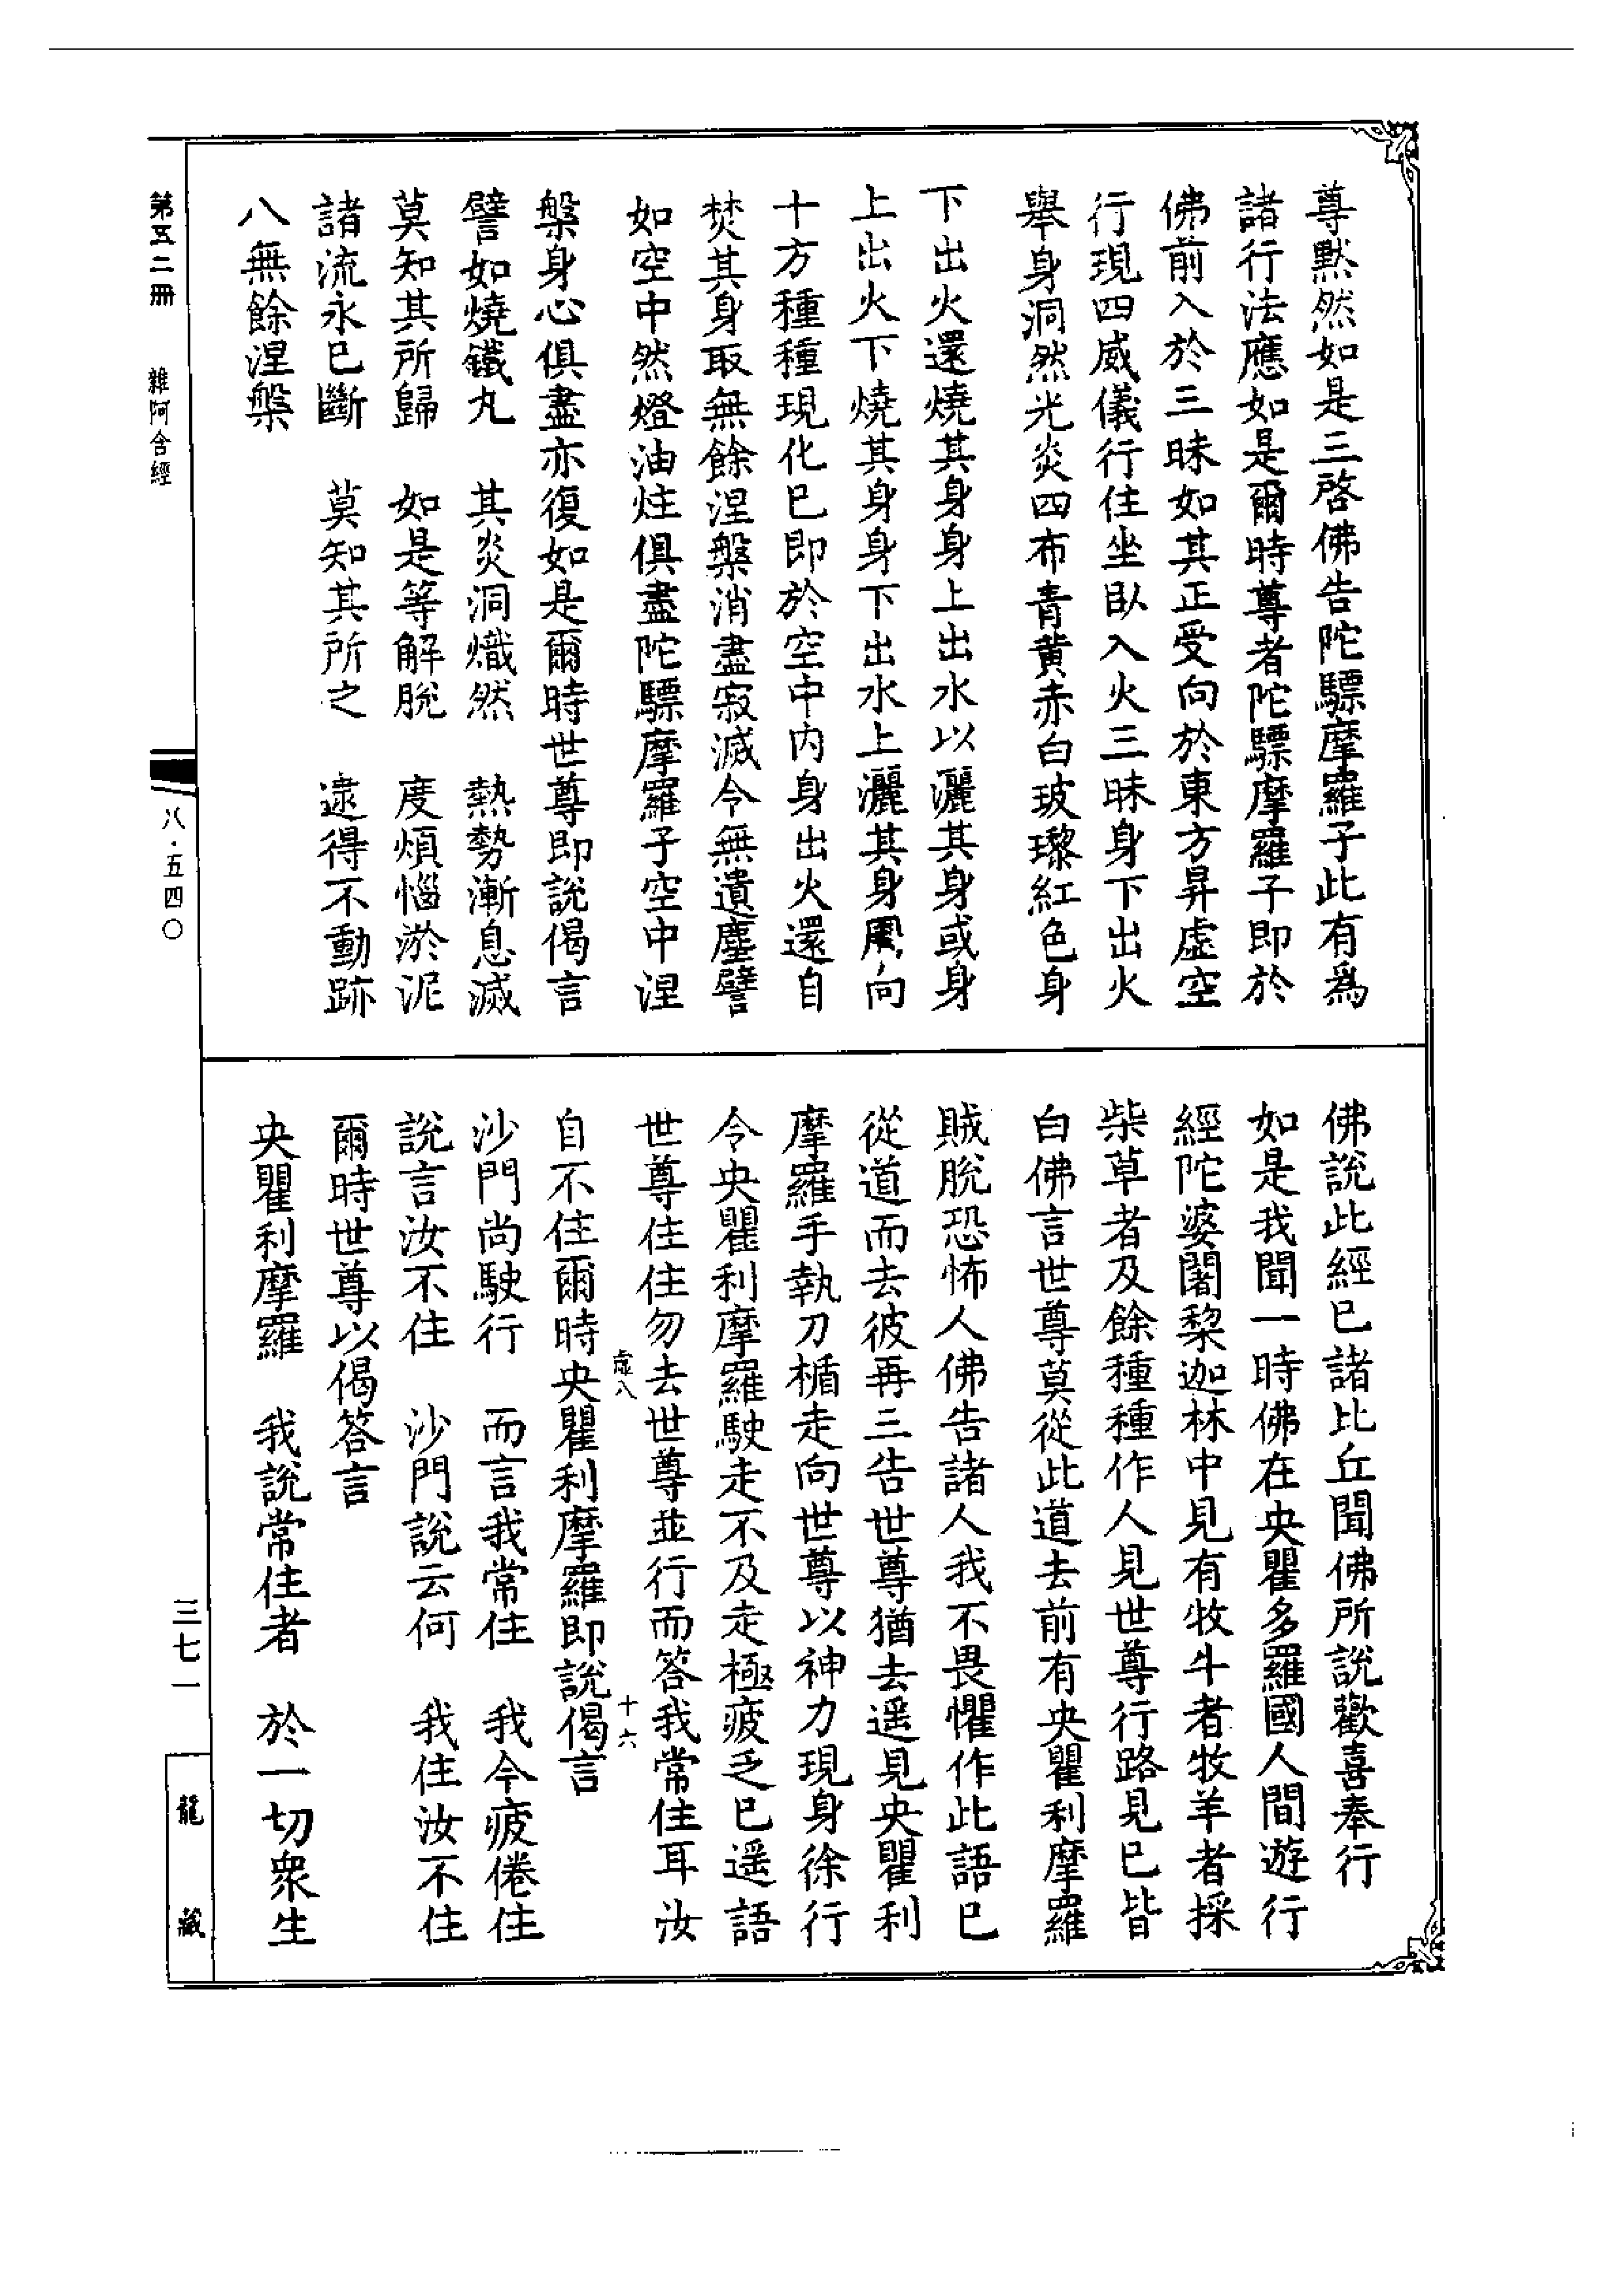 尊默然如是三啓佛告陀驃摩羅子此有爲
諸行法應如是爾時尊者陀驃摩羅子即於
佛前入於三昧如其正受向於東方昇虛空
行現四威儀行住坐臥入火三昧身下出火
舉身洞然光炎四布青黃赤白玻瓈紅色身
下出火還燒其身身上出水以灑其身或身
上出火下燒其身身下出水上灑其身周向
十方種種現化已即於空中內身出火還自
焚其身取無餘涅槃消盡寂滅令無遺塵譬
如空中然燈油炷俱盡陀驃摩羅子空中涅
槃身心俱盡亦復如是爾時世尊即說偈言
譬如燒鐵丸　其炎洞熾然　熱勢漸息滅
莫知其所歸　如是等解脫　度煩惱淤泥
諸流永已斷　莫知其所之　逮得不動跡
入無餘涅槃
佛說此經已諸比丘聞佛所說歡喜奉行
如是我聞一時佛在央瞿多羅國人間遊行
經陀婆闍梨迦林中見有牧牛者牧羊者採
柴草者及餘種種作人見世尊行路見已皆
白佛言世尊莫從此道去前有央瞿利摩羅
賊脫恐怖人佛告諸人我不畏懼作此語已
從道而去彼再三告世尊猶去遥見央瞿利
摩羅手執刀楯走向世尊以神力現身徐行
令央瞿利摩羅駛走不及走極疲乏已遥語
世尊住住勿去世尊並行而答我常住耳汝
虛八　十六
自不住爾時央瞿利摩羅即說偈言
沙門尚駛行　而言我常住　我今疲倦住
說言汝不住　沙門說云何　我住汝不住
爾時世尊以偈答言
央瞿利摩羅　我說常住者　於一切衆生
第五二冊　雜阿含經
八·五四〇
三七一
龍藏